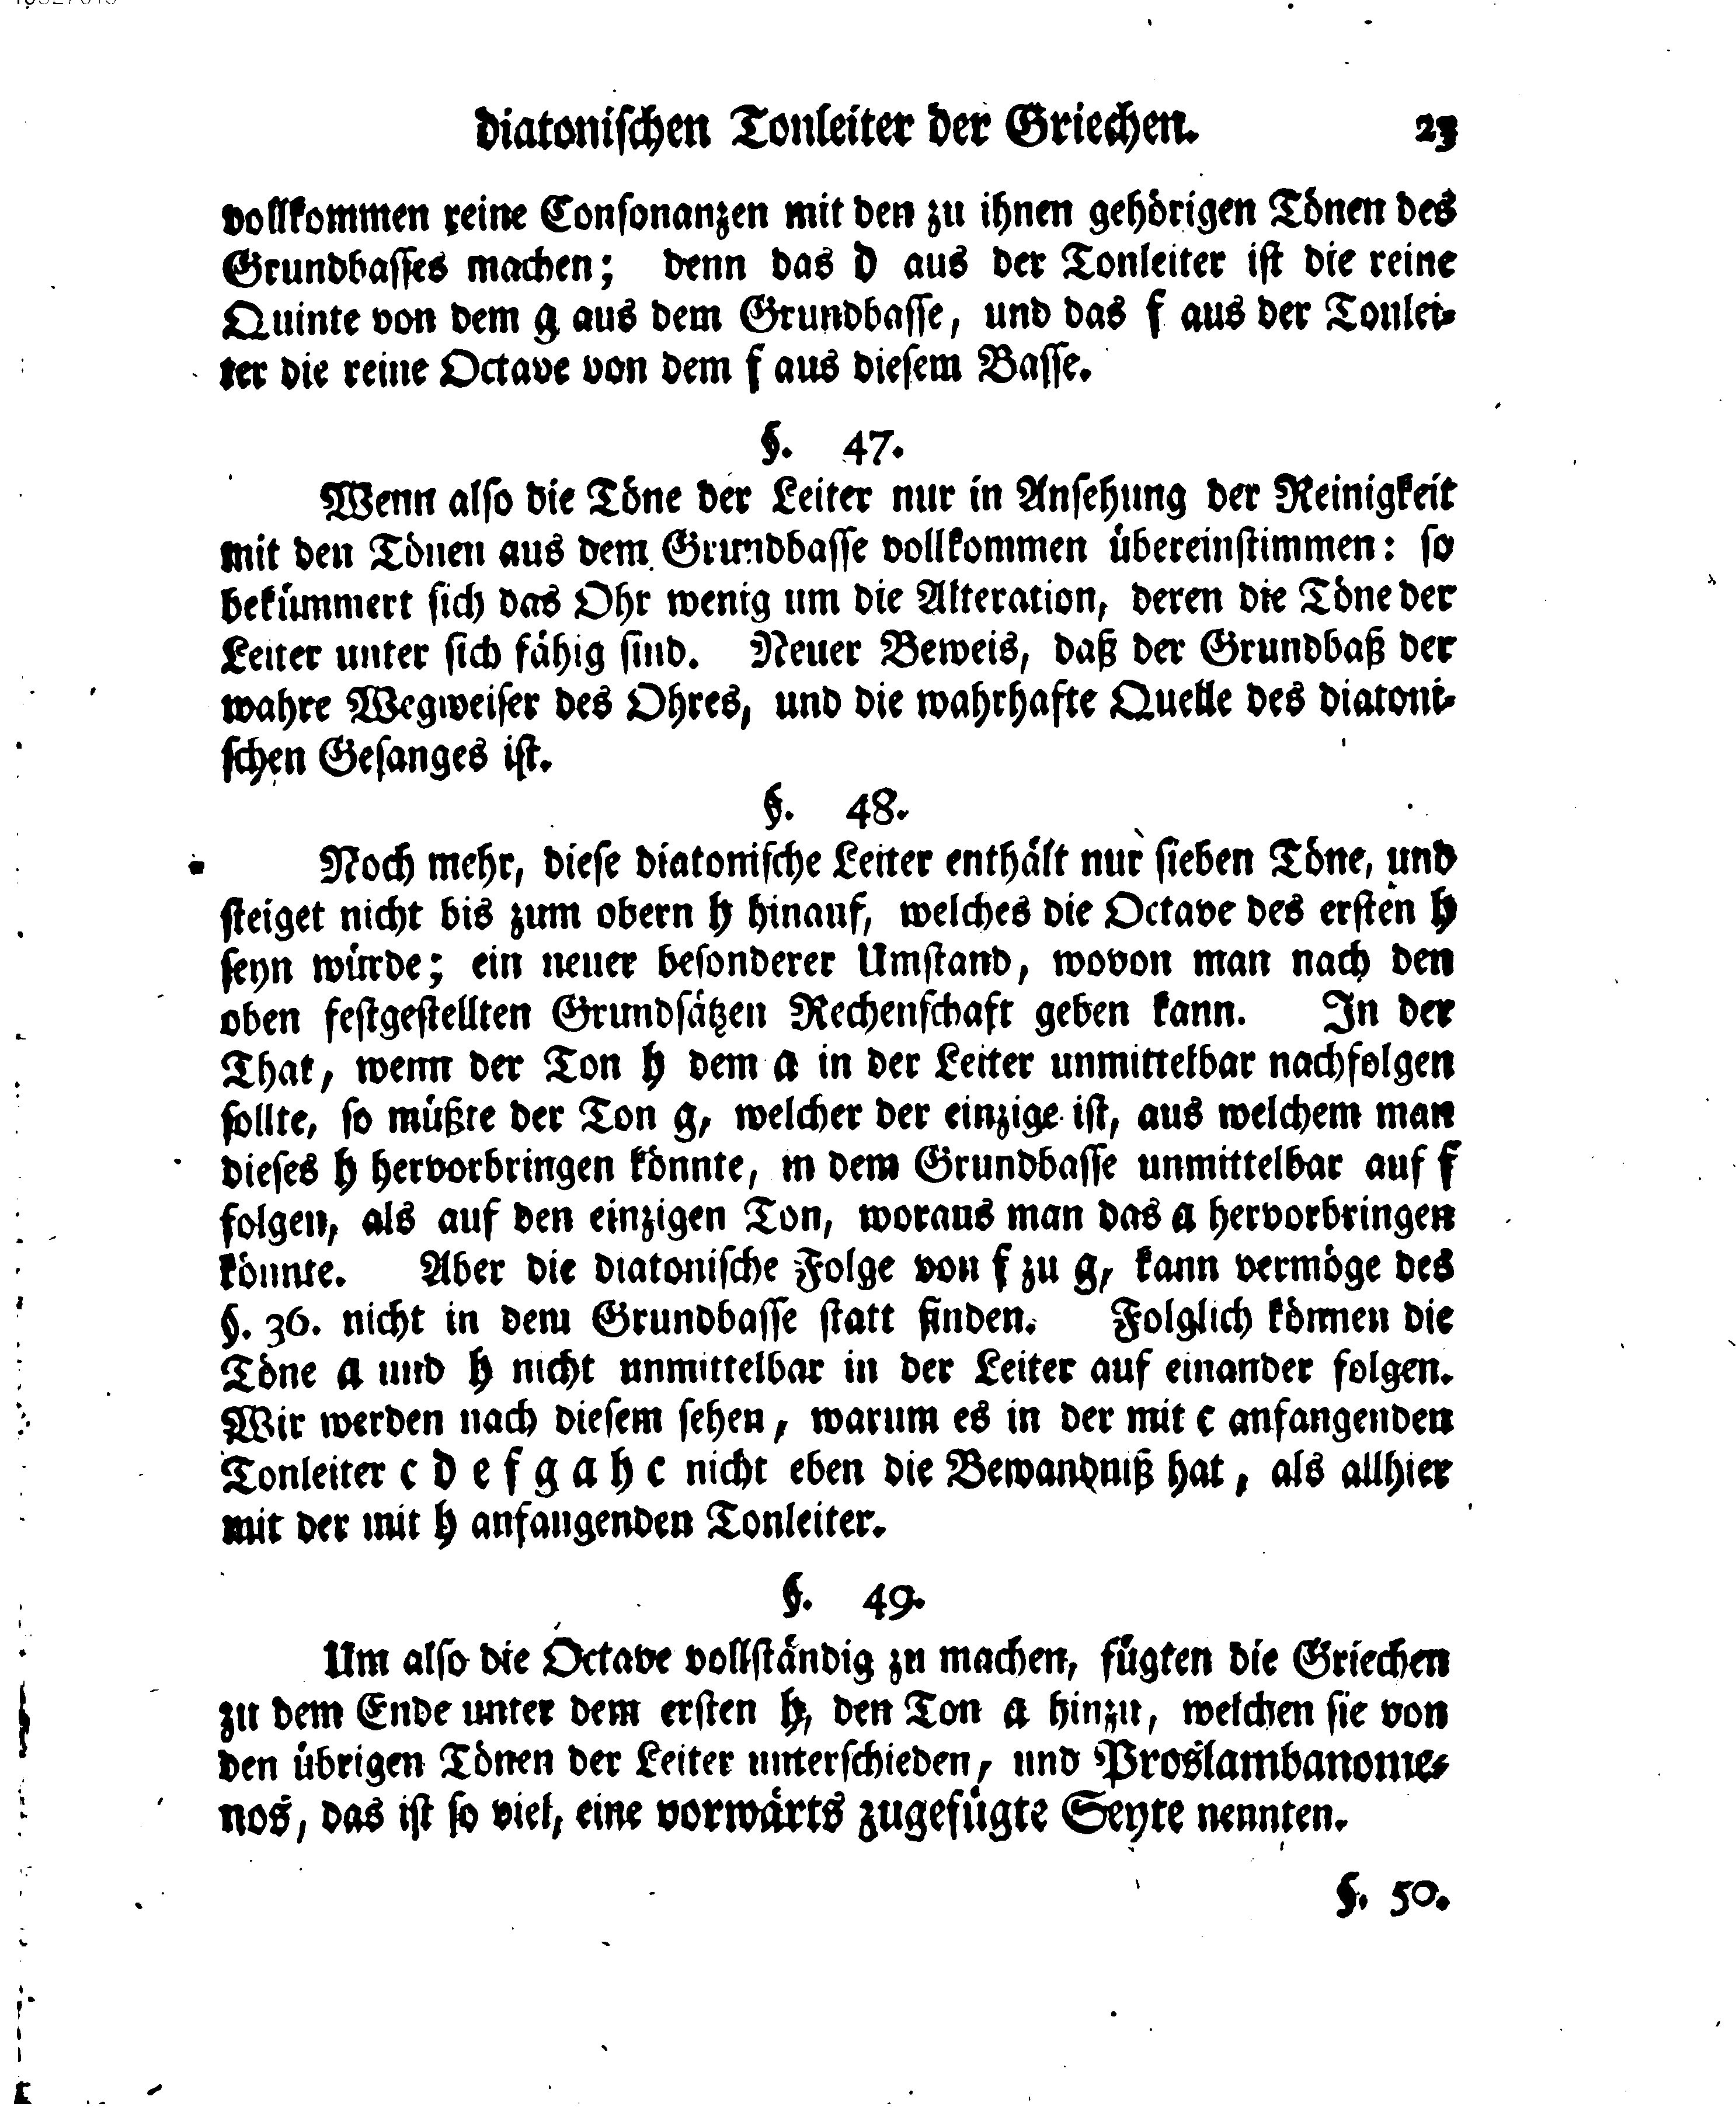 diatonischen Tonleiter der Griechen. 23
vollkommen reine Consonanzen mit den zu ihnen gehörigen Tönen des
Grundbasses machen; denn das d aus der Tonleiter ist die reine
Quinte von dem g aus dem Grundbasse, und das f aus der Tonlei-
ter die reine Octave von dem f aus diesem Basse.
§. 47.
Wenn also die Töne der Leiter nur in Ansehung der Reinigkeit
mit den Tönen aus dem Grundbasse vollkommen übereinstimmen: so
bekümmert sich das Ohr wenig um die Alteration, deren die Töne der
Leiter unter sich fähig sind. Neuer Beweis, daß der Grundbaß der
wahre Wegweiser des Ohres, und die wahrhafte Quelle des diatoni-
schen Gesanges ist.
§. 48.
Noch mehr, diese diatonische Leiter enthält nur sieben Töne, und
steiget nicht bis zum obern h hinauf, welches die Octave des ersten h
seyn würde; ein neuer besonderer Umstand, wovon man nach den
oben festgestellten Grundsätzen Rechenschaft geben kann. In der
That, wenn der Ton h dem a in der Leiter unmittelbar nachfolgen
sollte, so müßte der Ton g, welcher der einzige ist, aus welchem man
dieses h hervorbringen könnte, in dem Grundbasse unmittelbar auf f
folgen, als auf den einzigen Ton, woraus man das a hervorbringen
könnte. Aber die diatonische Folge von f zu g, kann vermöge des
§. 36. nicht in dem Grundbasse statt finden. Folglich können die
Töne a und h nicht unmittelbar in der Leiter auf einander folgen.
Wir werden nach diesem sehen, warum es in der mit c anfangenden
Tonleiter c d e f g a h c nicht eben die Bewandniß hat, als allhier
mit der mit h anfangenden Tonleiter.
§. 49.
Um also die Octave vollständig zu machen, fügten die Griechen
zu dem Ende unter dem ersten h, den Ton a hinzu, welchen sie von
den übrigen Tönen der Leiter unterschieden, und Proslambanome-
nos, das ist so viel, eine vorwärts zugefügte Seyte nennten.
§. 50.